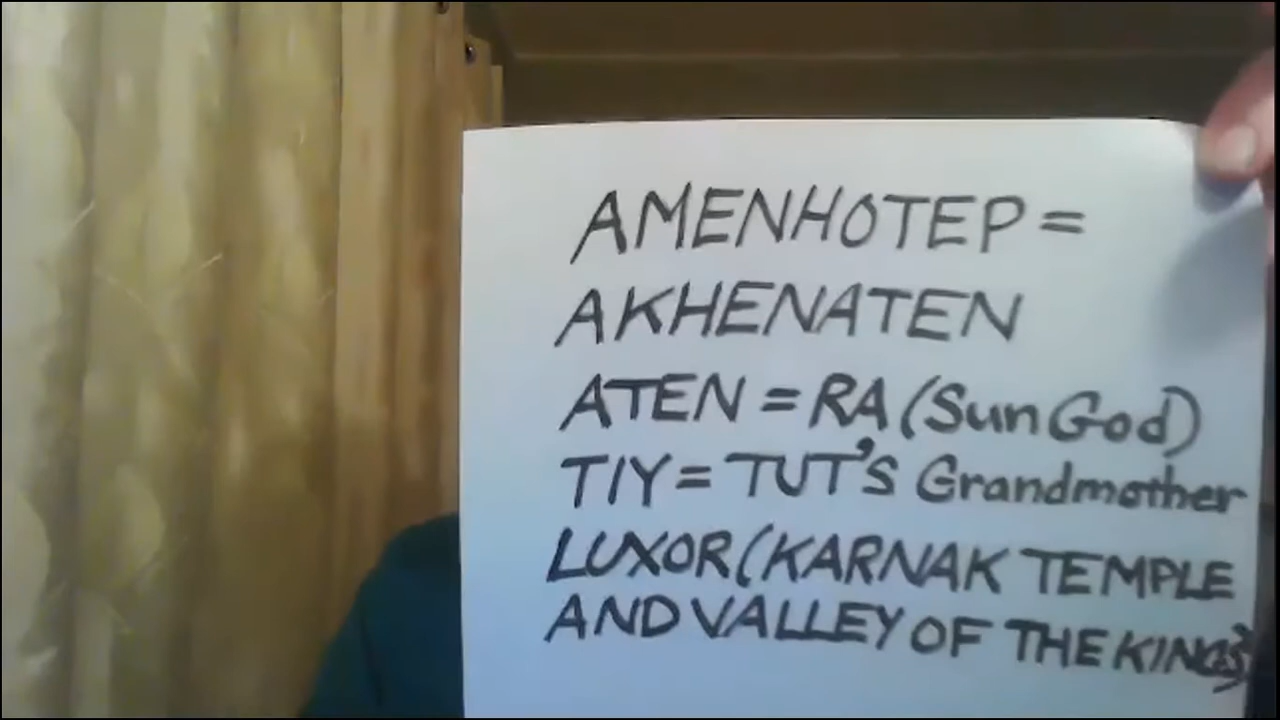 AMENHOTEP =
AKHENATEN
ATEN = RA (Sun God)
TIY = TUT'S Grandmother
LUXOR (KARNAK TEMPLE
AND VALLEY OF THE KINGS)